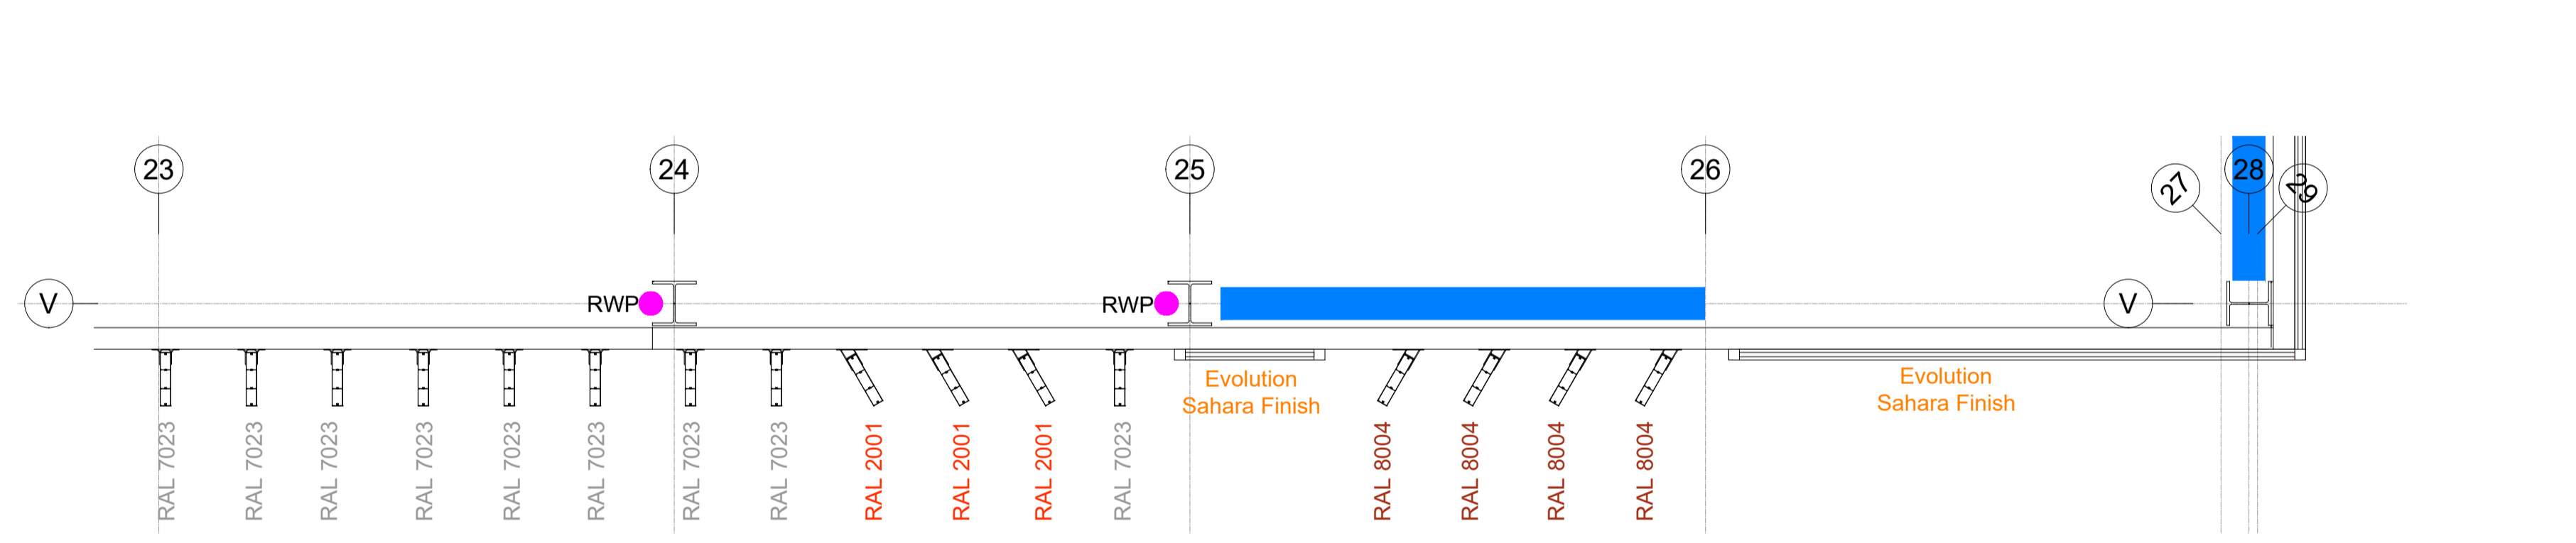 23
24
25
26
27
28
29
V
RWP
RWP
V
Evolution
Sahara Finish
Evolution
Sahara Finish
RAL 7023
RAL 7023
RAL 7023
RAL 7023
RAL 7023
RAL 7023
RAL 7023
RAL 7023
RAL 2001
RAL 2001
RAL 2001
RAL 7023
RAL 8004
RAL 8004
RAL 8004
RAL 8004